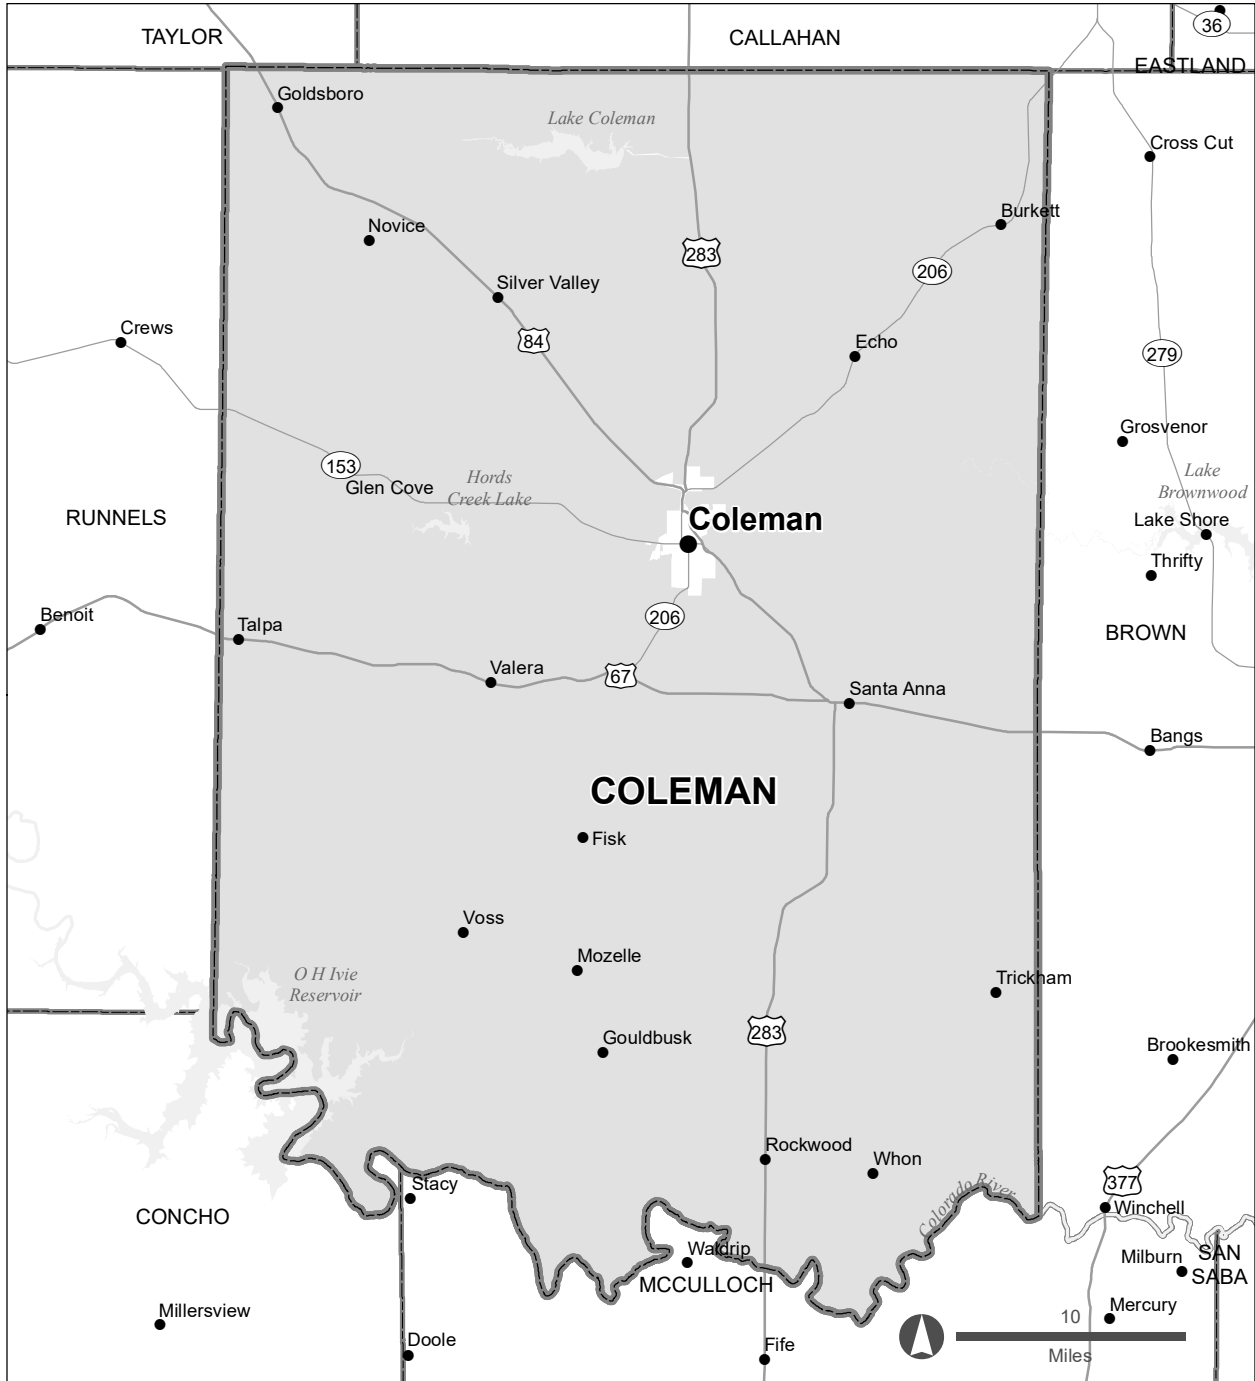 36
TAYLOR
CALLAHAN
EASTLAND
Goldsboro
Lake Coleman
Cross Cut
Burkett
Novice
283
206
Silver Valley
Crews
84
Echo
279
Grosvenor
153
Glen Cove
Hords
Creek Lake
Lake
Brownwood
RUNNELS
Coleman
Lake Shore
Thrifty
Benoit
206
Talpa
BROWN
Valera
67
Santa Anna
Bangs
COLEMAN
Fisk
Voss
Mozelle
O H Ivie
Reservoir
Trickham
283
Gouldbusk
Brookesmith
Rockwood
Whon
Stacy
377
Colorado River
Winchell
CONCHO
Waldrip
MCCULLOCH
Milburn
SAN
SABA
Millersview
Mercury
10
Miles
Doole
Fife